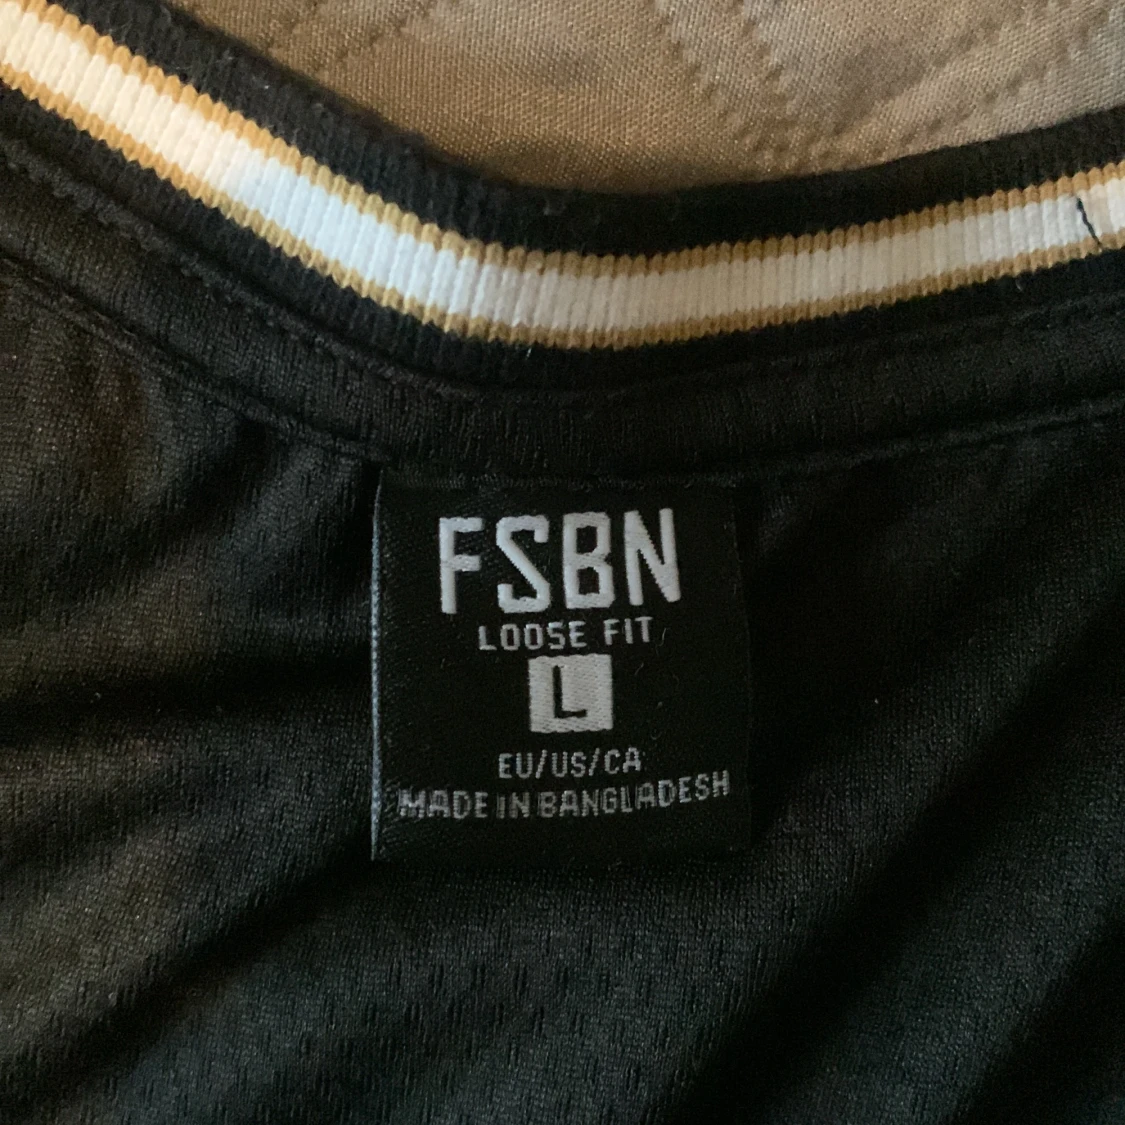 FSBN
LOOSE FIT
L
EU/US/CA
MADE IN BANGLADESH